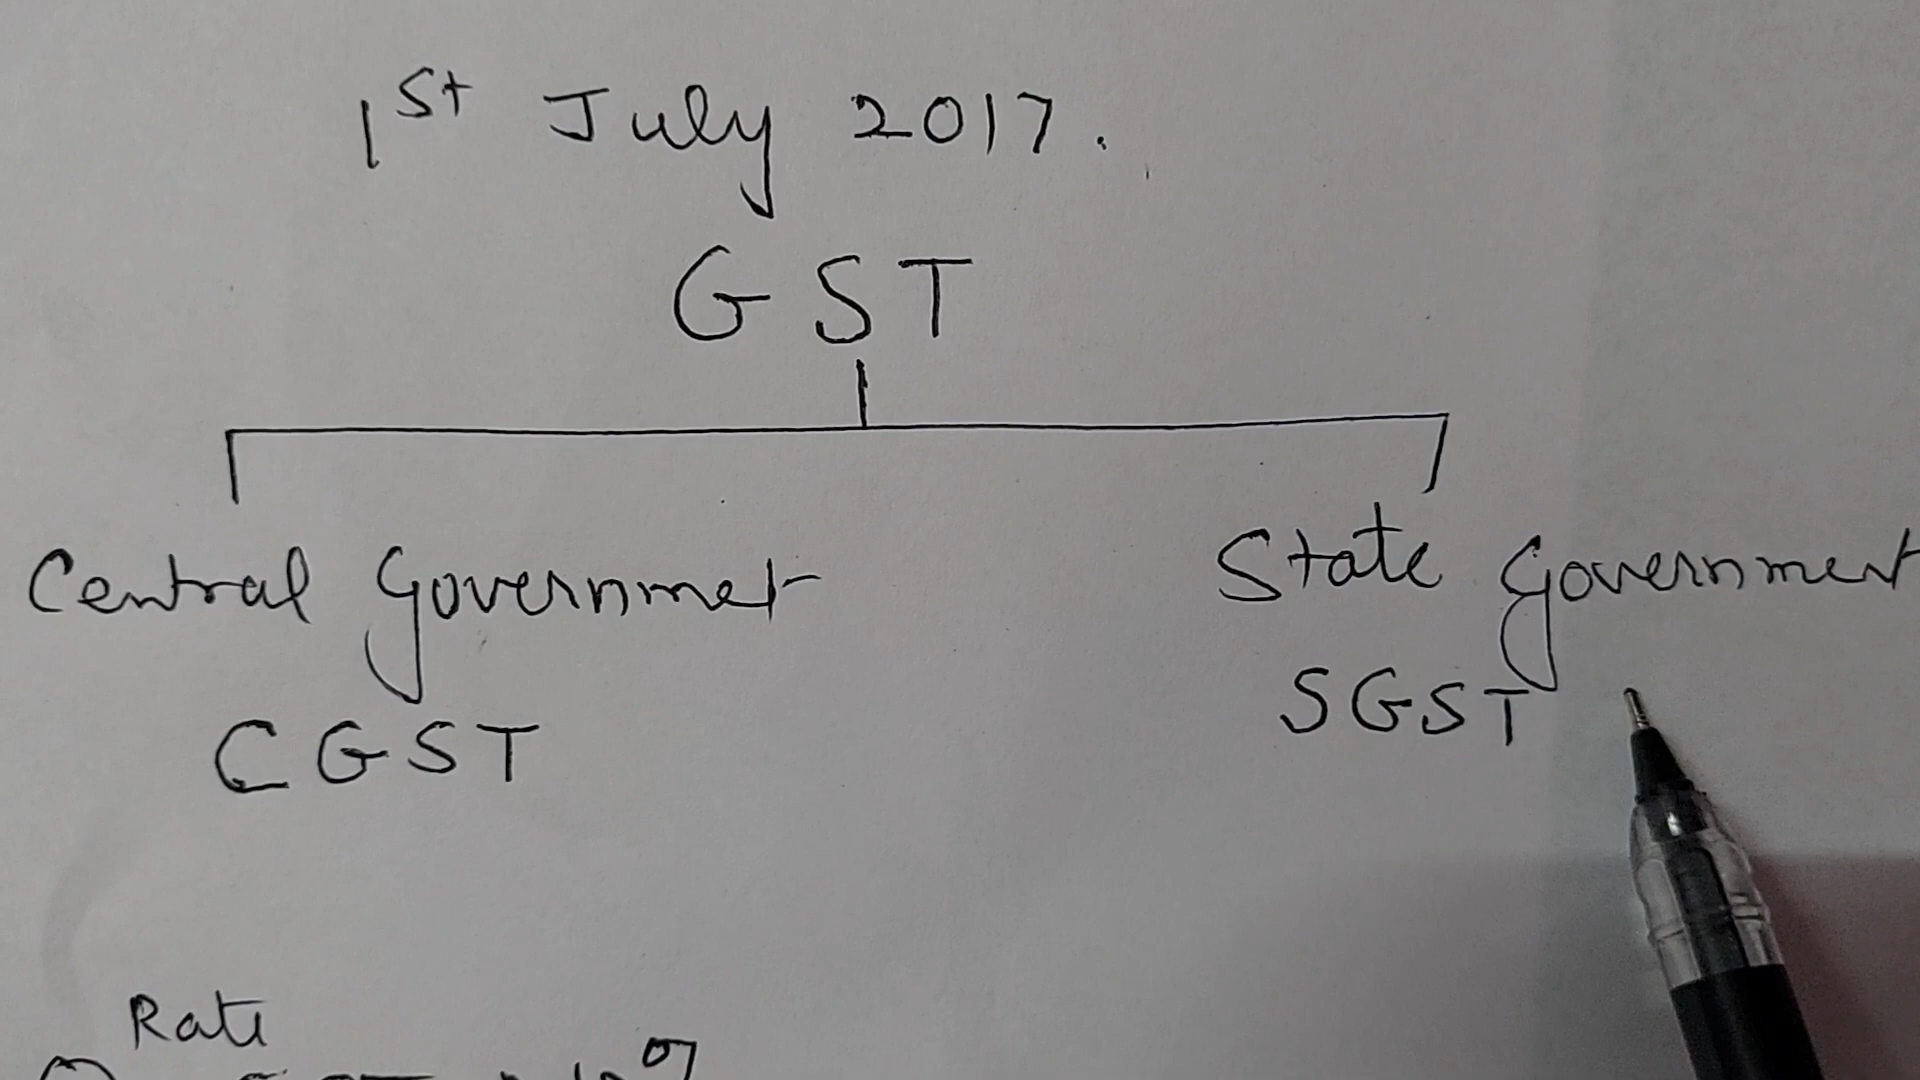 1st July 2017.
GST
Central Governmet
State Government
CGST
SGST
Rate